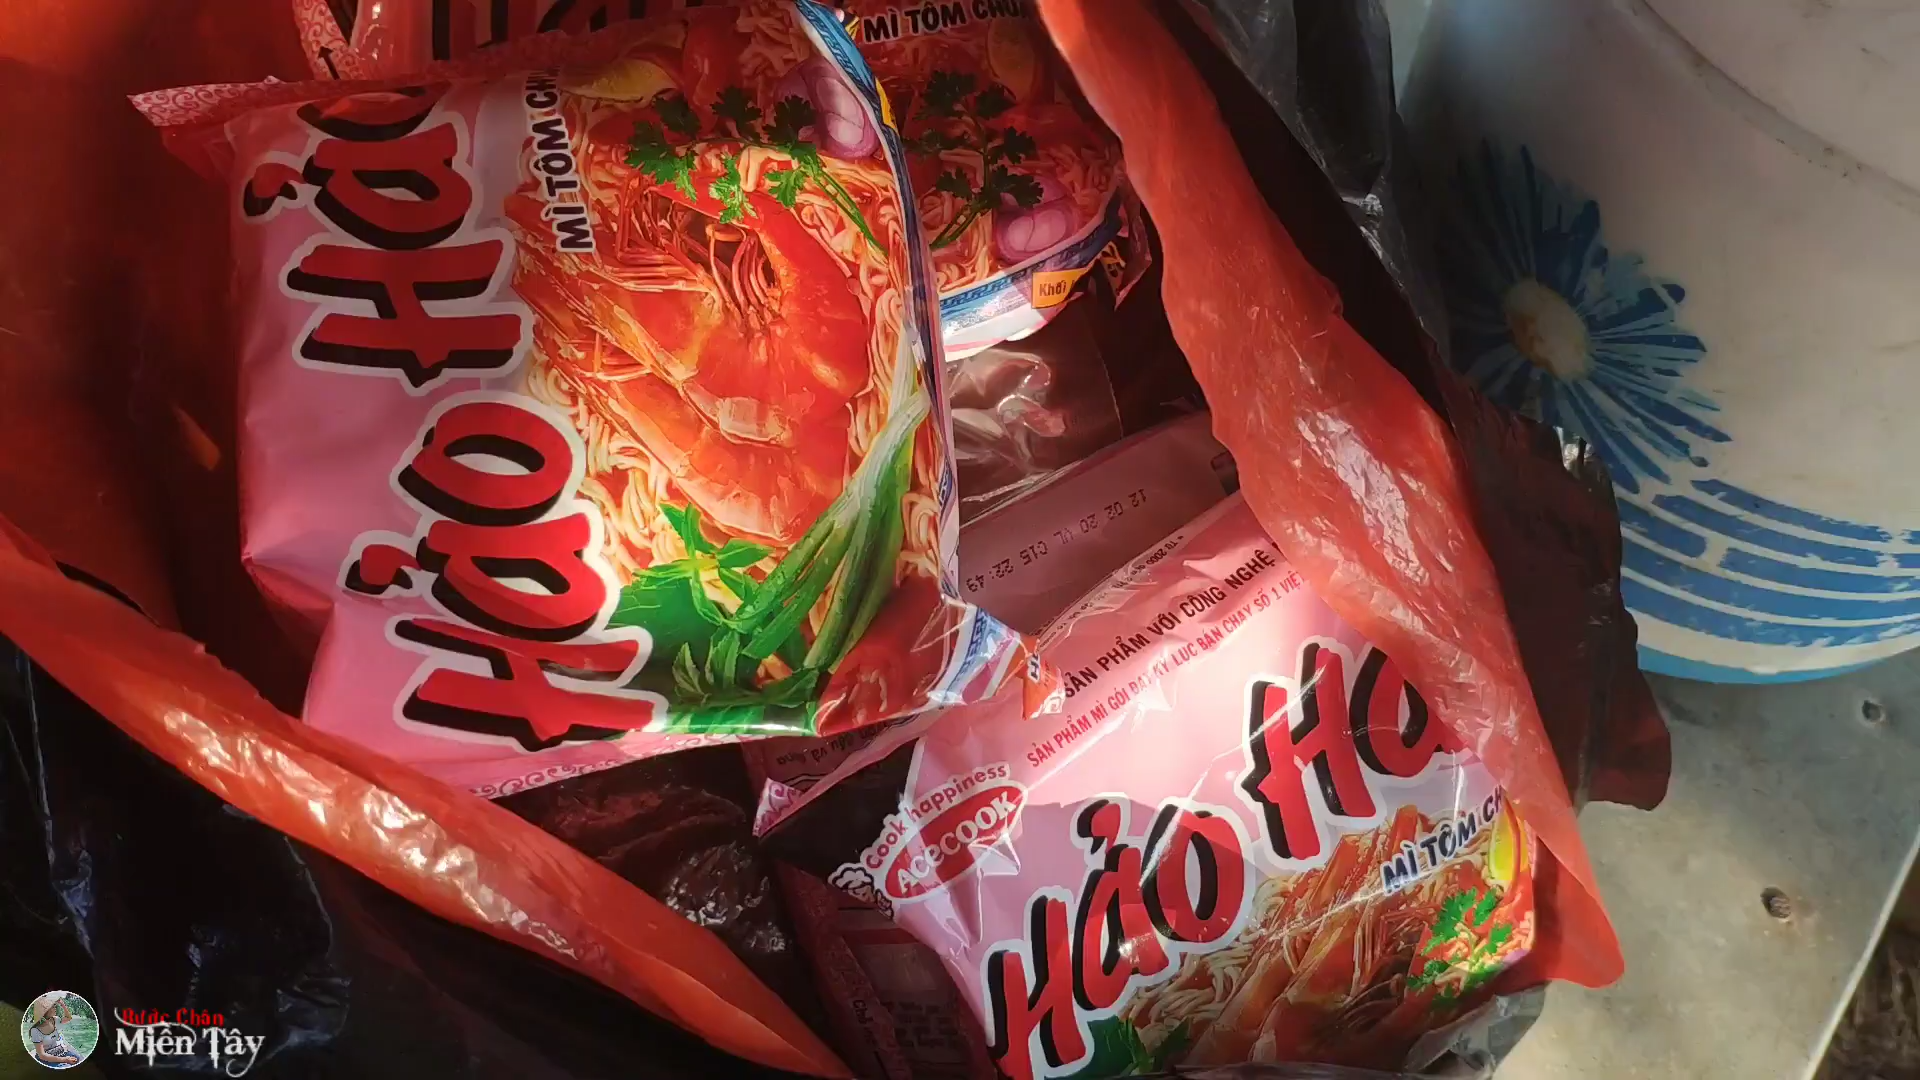 MÌ TÔM CHU
Hảo Hảo
MÌ TÔM CHU
Khối
12 02 20 VL C15 22:49
SẢN PHẨM VỚI CÔNG NGHỆ
SẢN PHẨM MÌ GÓI ĐẠT KỶ LỤC BÁN CHẠY SỐ 1 VIỆT
Cook happiness
ACECOOK
Hảo Hả
MÌ TÔM CH
Bước Chân
Miền Tây